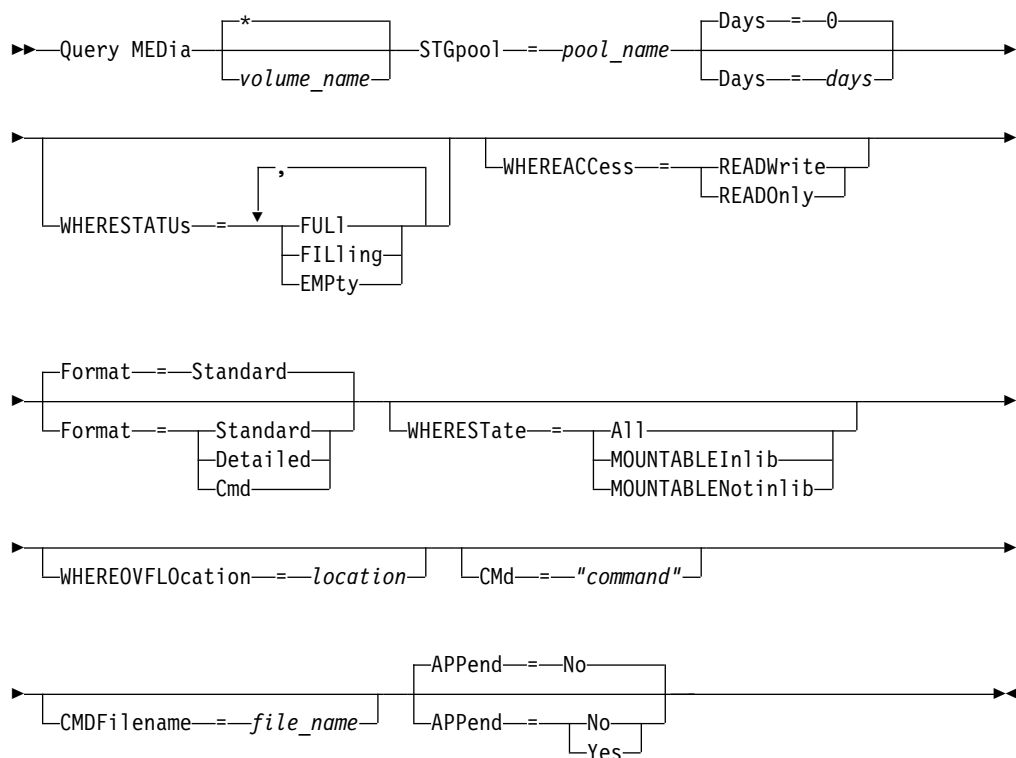 * Days = 0
Query MEDia STGpool = pool_name
volume_name Days = days
,
WHEREACCess = READWrite
READOnly
WHERESTATUs = FULl
FILling
EMPty
Format = Standard
Format = Standard WHERESTate = All
Detailed MOUNTABLEInlib
Cmd MOUNTABLENotinlib
WHEREOVFLOcation = location CMd = "command"
APPend = No
CMDFilename = file_name APPend = No
Yes